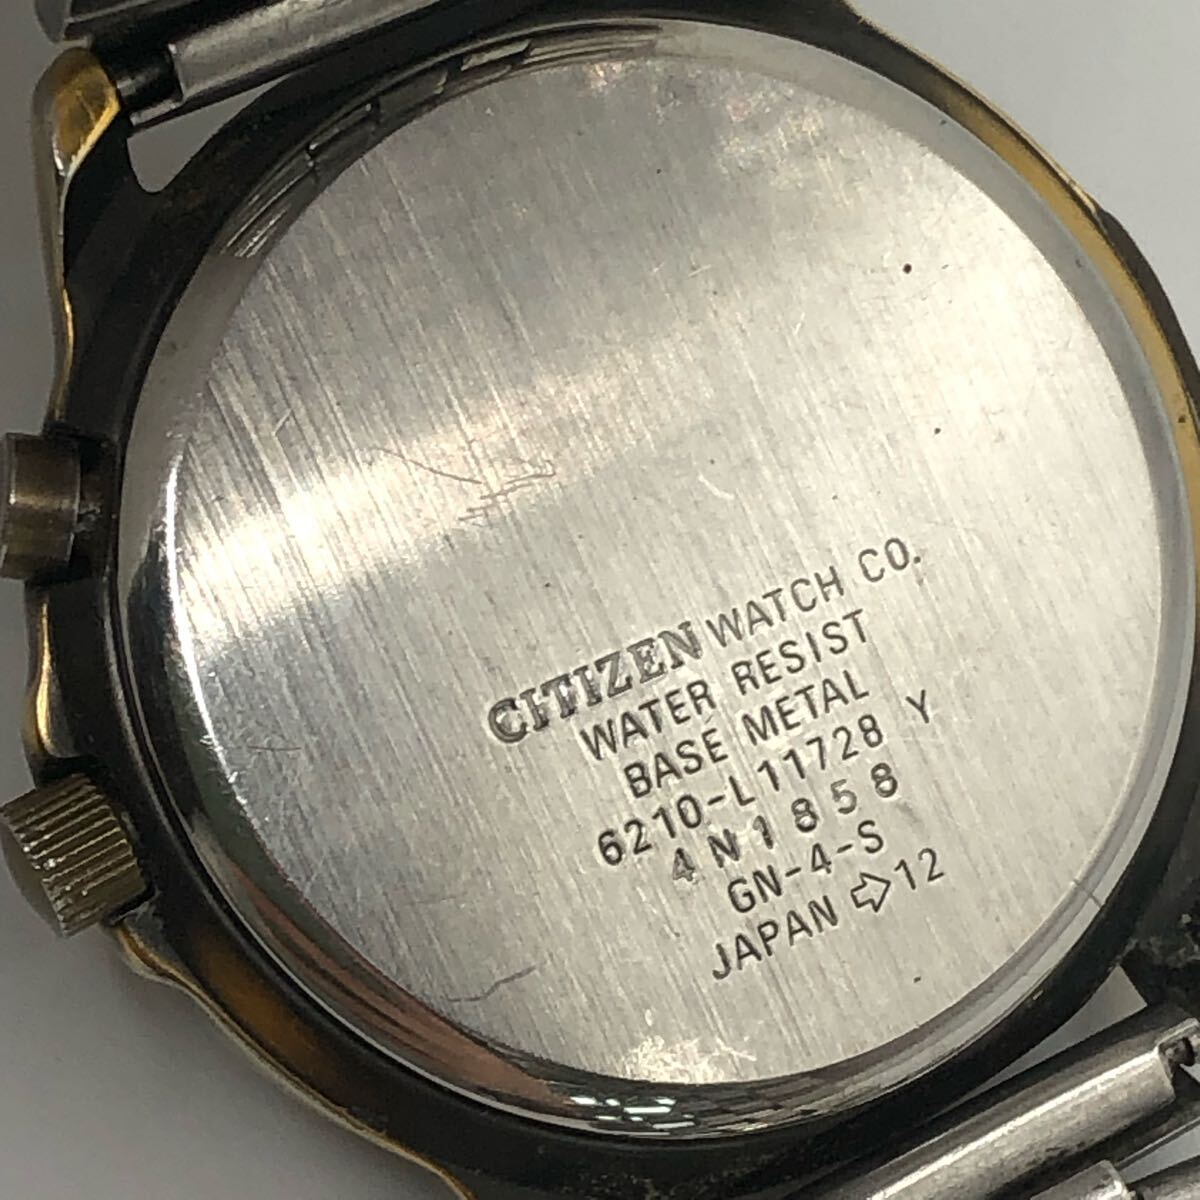 CITIZEN WATCH CO.
WATER RESIST
BASE METAL
6210-L11728 Y
4N1858
GN-4-S
JAPAN ⇨ 12